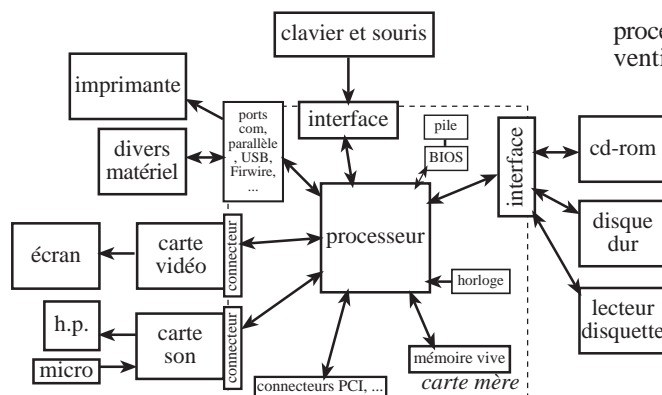 clavier et souris
proce
venti
imprimante
ports
com,
parallèle
, USB,
Firwire,
...
interface
pile
BIOS
interface
cd-rom
divers
matériel
disque
dur
processeur
écran
carte
vidéo
connecteur
horloge
lecteur
disquette
h.p.
carte
son
connecteur
micro
mémoire vive
connecteurs PCI, ...
carte mère